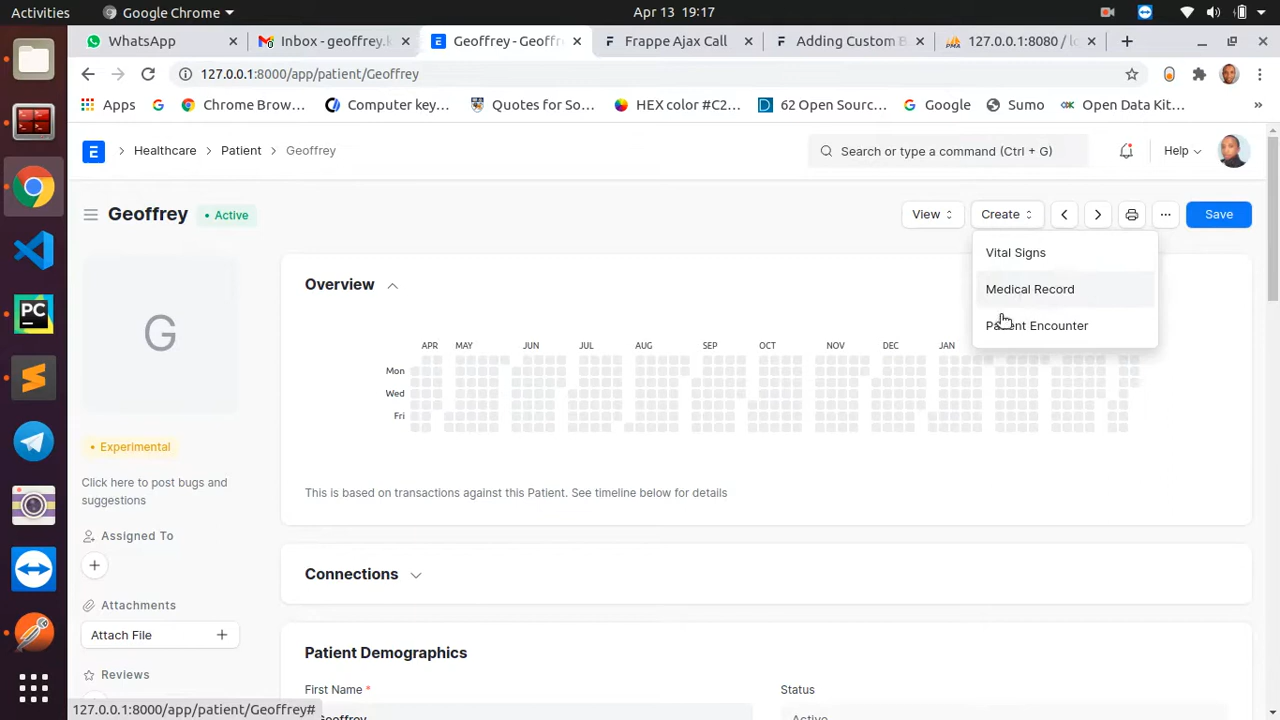 Activities Google Chrome Apr 13 19:17
WhatsApp Inbox - geoffrey.k Geoffrey - Geoffr Frappe Ajax Call Adding Custom B 127.0.0.1:8080 / lo
127.0.0.1:8000/app/patient/Geoffrey
Apps Chrome Brow... Computer key... Quotes for So... HEX color #C2... 62 Open Sourc... Google Sumo Open Data Kit... »
E Healthcare Patient Geoffrey Search or type a command (Ctrl + G) Help
Geoffrey Active View Create Save
Vital Signs
Medical Record
Patient Encounter
G
Overview
APR MAY JUN JUL AUG SEP OCT NOV DEC JAN
Mon
Wed
Fri
Experimental
Click here to post bugs and
suggestions
This is based on transactions against this Patient. See timeline below for details
Assigned To
Connections
Attachments
Attach File
Patient Demographics
Reviews
First Name * Status
Geoffrey Active
127.0.0.1:8000/app/patient/Geoffrey#